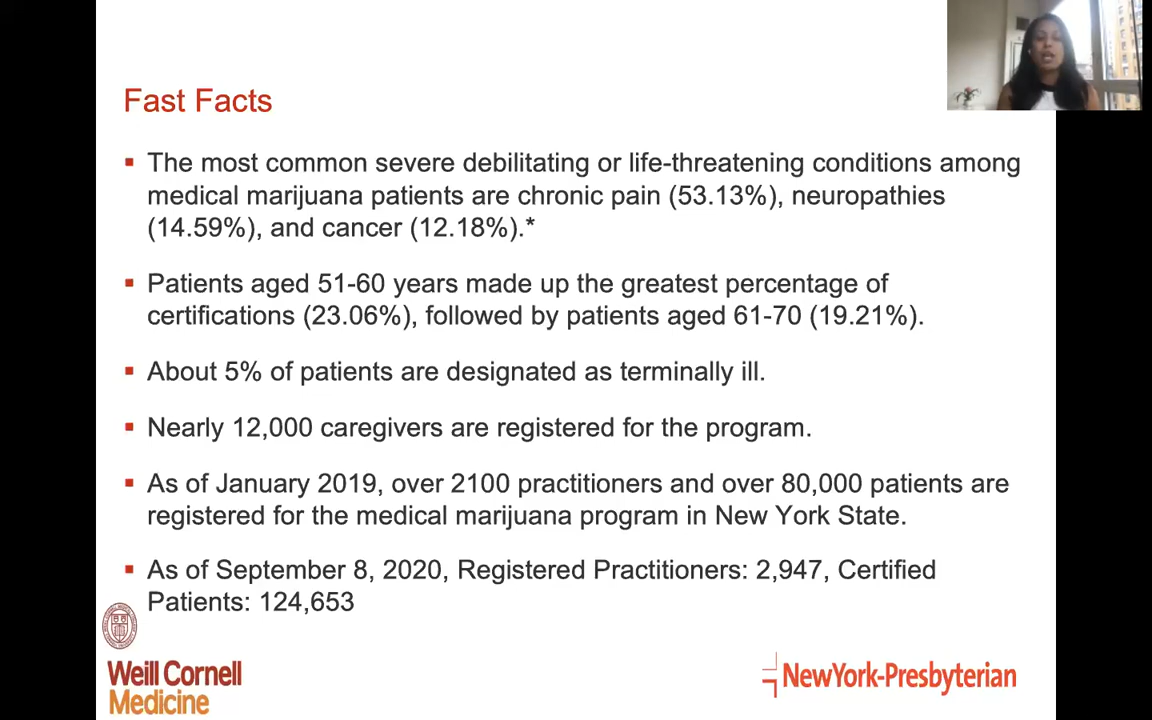 Fast Facts
The most common severe debilitating or life-threatening conditions among
medical marijuana patients are chronic pain (53.13%), neuropathies
(14.59%), and cancer (12.18%).*
Patients aged 51-60 years made up the greatest percentage of
certifications (23.06%), followed by patients aged 61-70 (19.21%).
About 5% of patients are designated as terminally ill.
Nearly 12,000 caregivers are registered for the program.
As of January 2019, over 2100 practitioners and over 80,000 patients are
registered for the medical marijuana program in New York State.
As of September 8, 2020, Registered Practitioners: 2,947, Certified
Patients: 124,653
Weill Cornell
Medicine
NewYork-Presbyterian